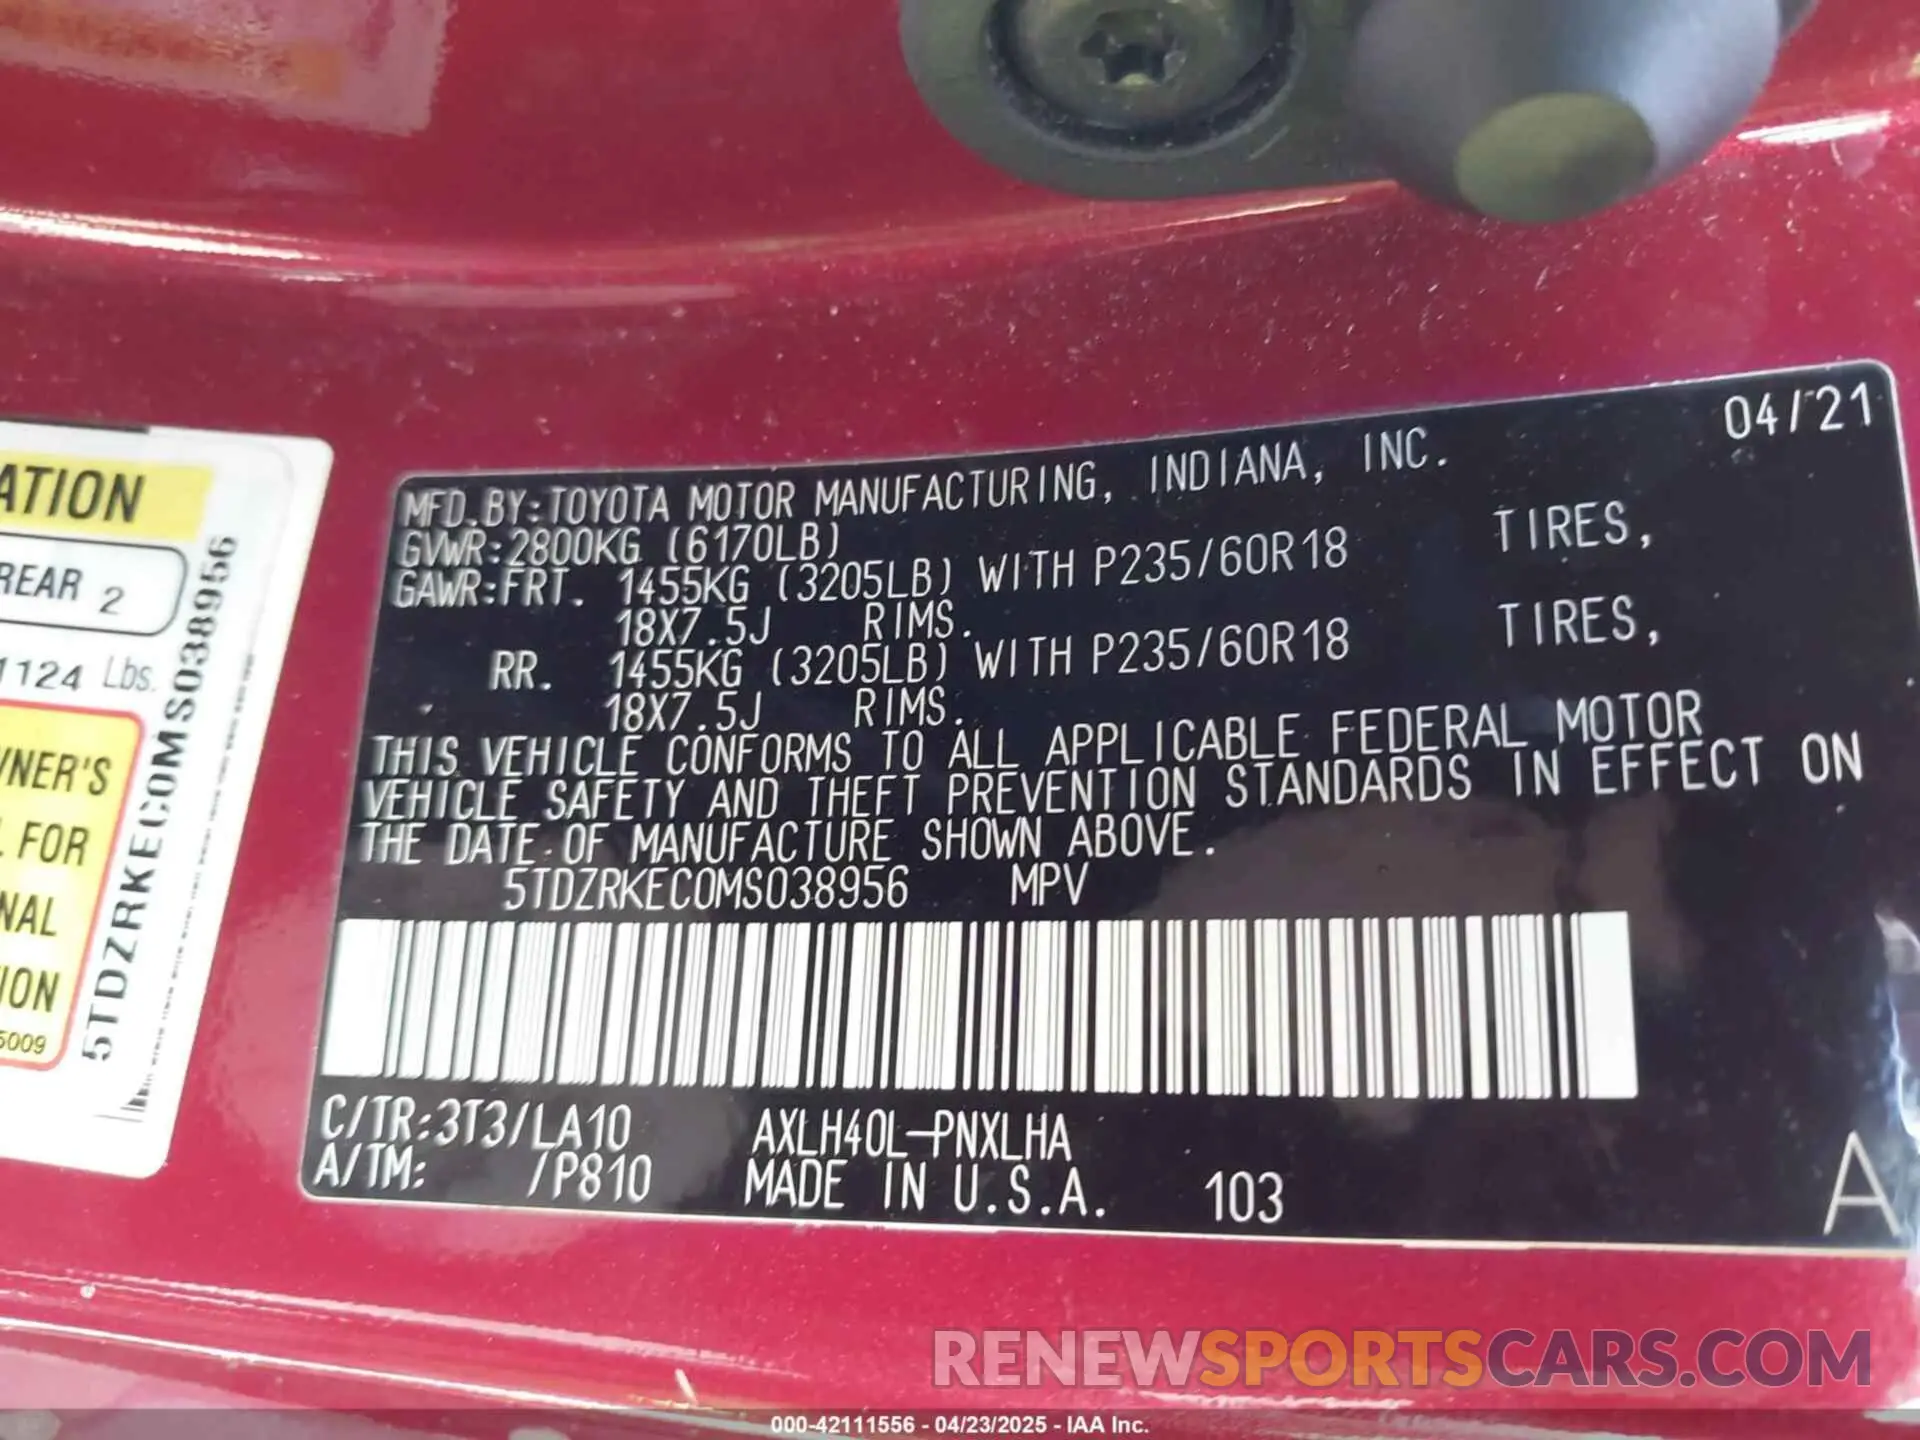 04/21
MFD.BY:TOYOTA MOTOR MANUFACTURING, INDIANA, INC.
GVWR:2800KG (6170LB)
GAWR:FRT. 1455KG (3205LB) WITH P235/60R18 TIRES,
18X7.5J RIMS.
RR. 1455KG (3205LB) WITH P235/60R18 TIRES,
18X7.5J RIMS.
THIS VEHICLE CONFORMS TO ALL APPLICABLE FEDERAL MOTOR
VEHICLE SAFETY AND THEFT PREVENTION STANDARDS IN EFFECT ON
THE DATE OF MANUFACTURE SHOWN ABOVE.
5TDZRKEC0MS038956 MPV
C/TR:3T3/LA10 AXLH40L-PNXLHA
A/TM: /P810 MADE IN U.S.A. 103
A
ATION
REAR 2
1124 Lbs.
WNER'S
L FOR
NAL
ION
5009
5TDZRKEC0MS038956
RENEWSPORTSCARS.COM
000-42111556 - 04/23/2025 - IAA Inc.